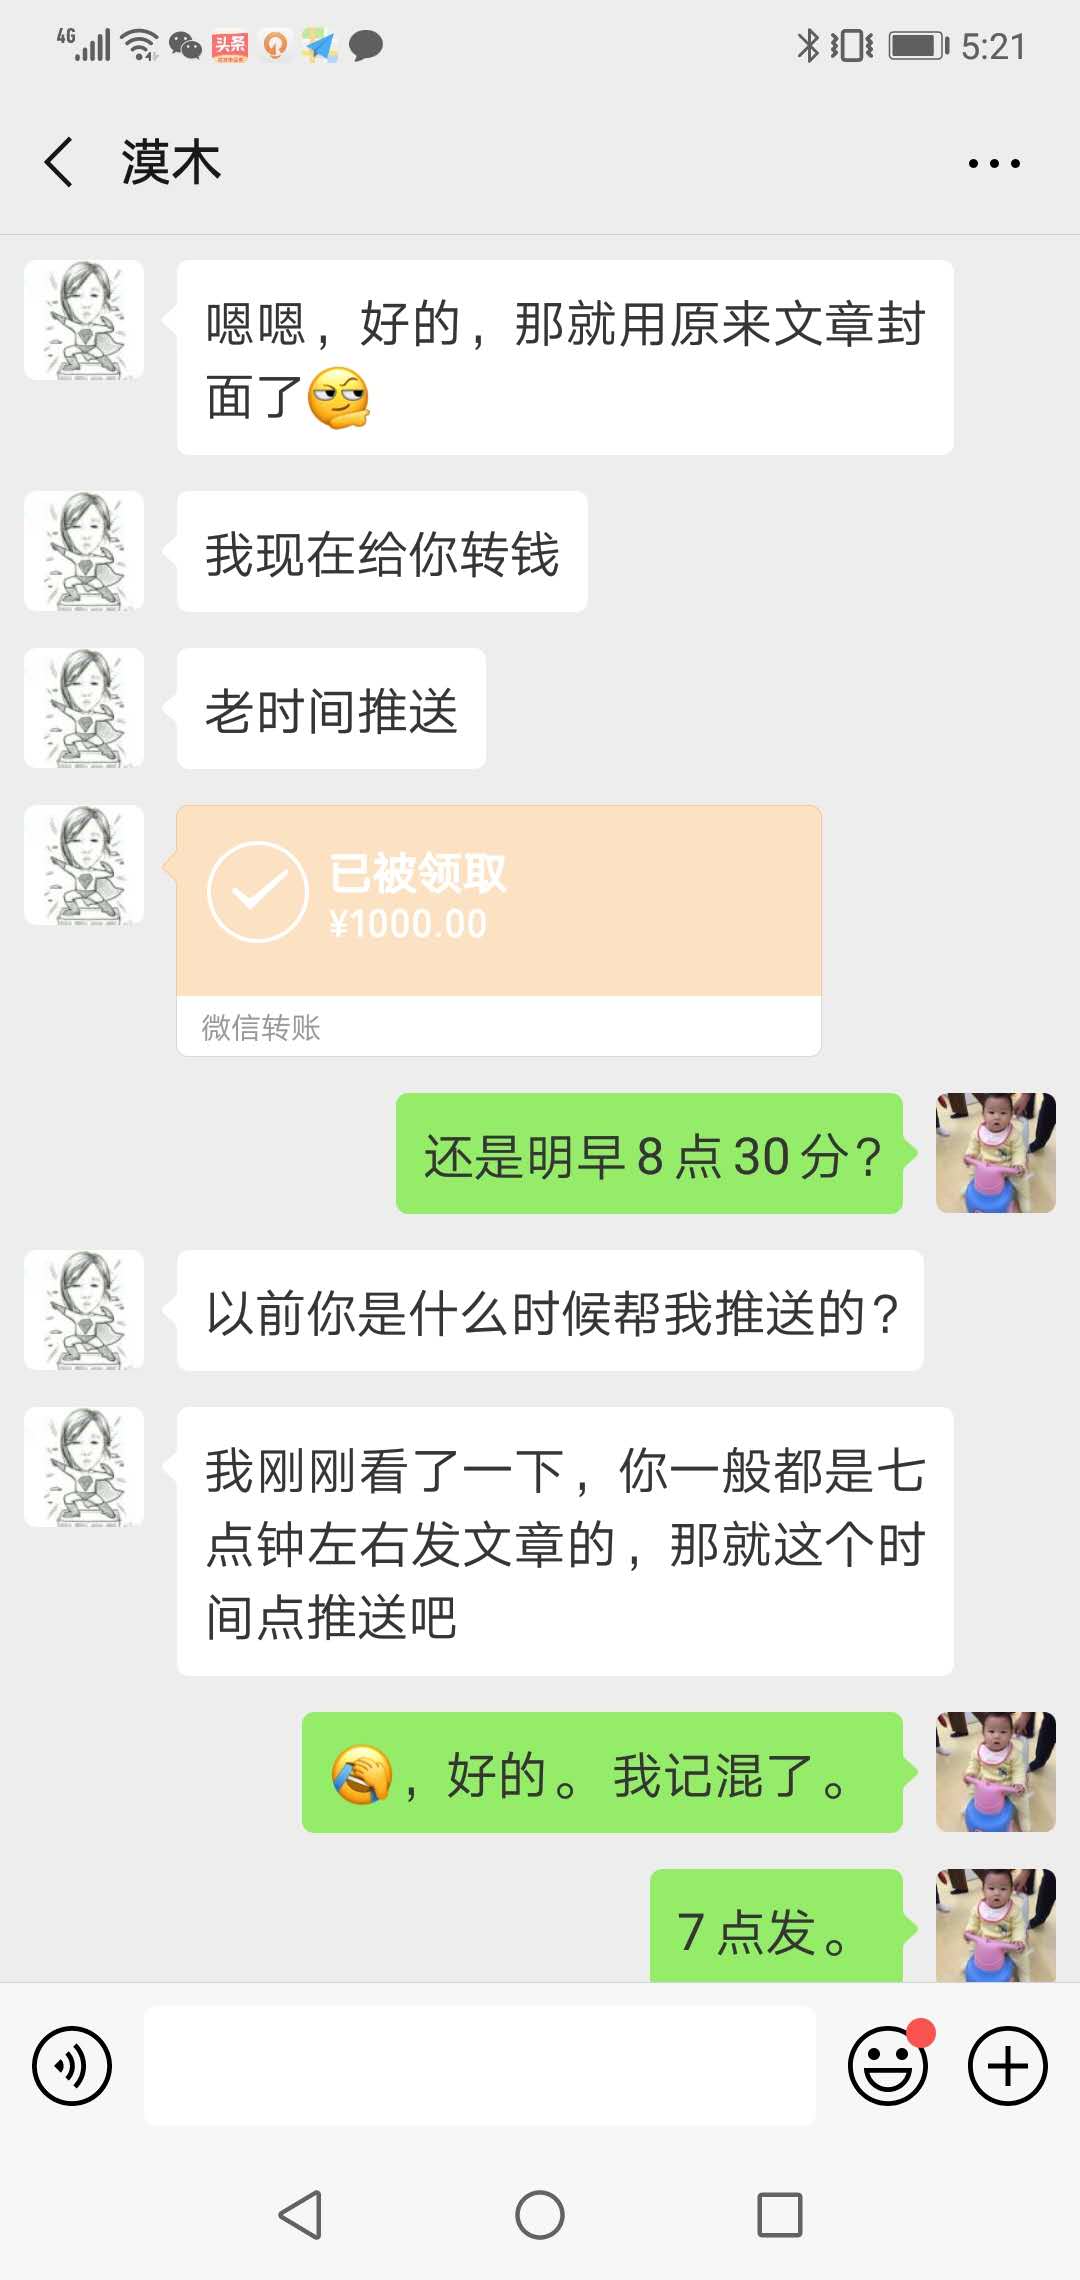 4G
头条
5:21
漠木
嗯嗯，好的，那就用原来文章封
面了
我现在给你转钱
老时间推送
已被领取
¥1000.00
微信转账
还是明早8点30分?
以前你是什么时候帮我推送的?
我刚刚看了一下，你一般都是七
点钟左右发文章的，那就这个时
间点推送吧
，好的。我记混了。
7点发。